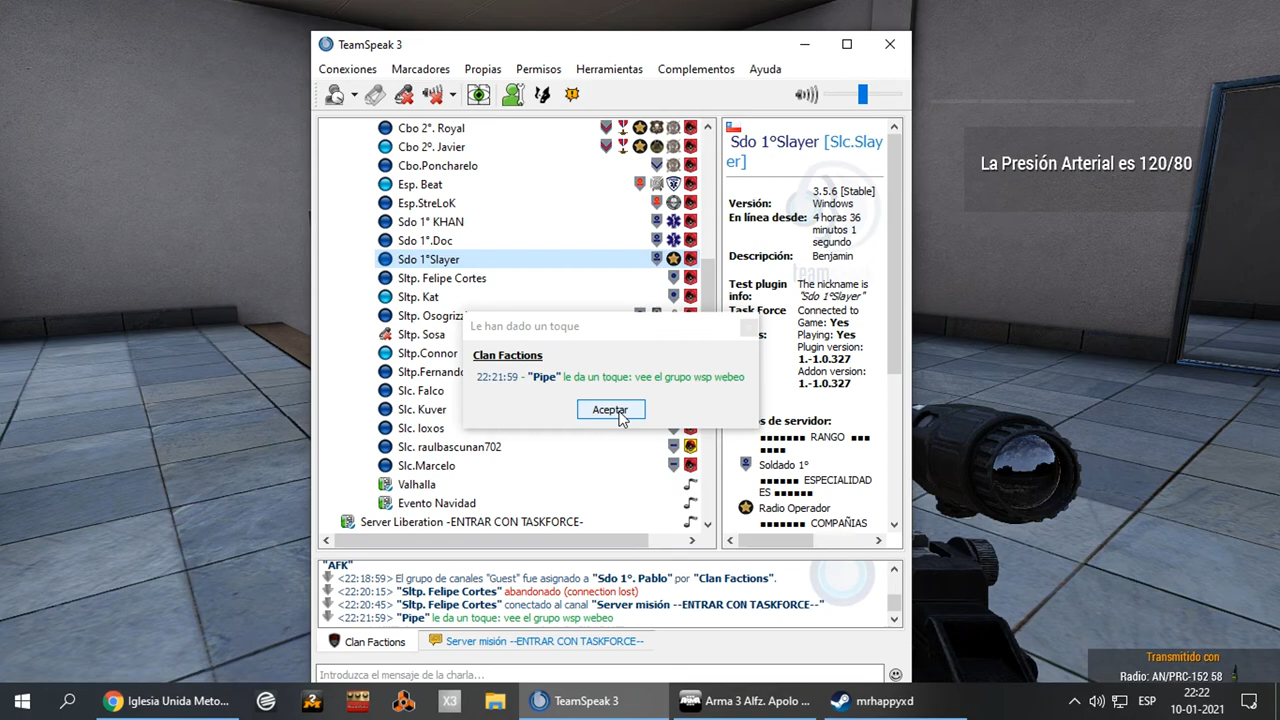 TeamSpeak 3
Conexiones Marcadores Propias Permisos Herramientas Complementos Ayuda
Cbo 2°. Royal
Cbo 2º. Javier
Cbo.Poncharelo
Esp. Beat
Esp.StreLoK
Sdo 1° KHAN
Sdo 1°.Doc
Sdo 1°Slayer
Sltp. Felipe Cortes
Sltp. Kat
Sltp. Osogriz
Sltp. Sosa
Sltp.Connor
Sltp.Fernando
Slc. Falco
Slc. Kuver
Slc. loxos
Slc. raulbascunan702
Slc.Marcelo
Valhalla
Evento Navidad
Server Liberation -ENTRAR CON TASKFORCE-
Sdo 1°Slayer [Slc.Slay
er]
3.5.6 [Stable]
Versión: Windows
En línea desde: 4 horas 36
minutos 1
segundo
Descripción: Benjamin
Test plugin The nickname is
info: "Sdo 1°Slayer"
Task Force Connected to
Game: Yes
Playing: Yes
Plugin version:
1.-1.0.327
Addon version:
1.-1.0.327
os de servidor: ▪▪▪▪▪▪▪ RANGO ▪▪▪
▪▪▪▪
Soldado 1°
▪▪▪▪▪▪ ESPECIALIDAD
ES ▪▪▪▪▪▪
Radio Operador
▪▪▪▪▪▪ COMPAÑIAS
Le han dado un toque
Clan Factions
22:21:59 - "Pipe" le da un toque: vee el grupo wsp webeo
Aceptar
"AFK"
<22:18:59> El grupo de canales "Guest" fue asignado a "Sdo 1°. Pablo" por "Clan Factions".
<22:20:15> "Sltp. Felipe Cortes" abandonado (connection lost)
<22:20:45> "Sltp. Felipe Cortes" conectado al canal "Server misión --ENTRAR CON TASKFORCE--"
<22:21:59> "Pipe" le da un toque: vee el grupo wsp webeo
Clan Factions Server misión --ENTRAR CON TASKFORCE--
Introduzca el mensaje de la charla...
La Presión Arterial es 120/80
Transmitido con
Radio: AN/PRC-152 58
Iglesia Unida Meto... X3 TeamSpeak 3 Arma 3 Alfz. Apolo ... mrhappyxd ESP 22:22
10-01-2021